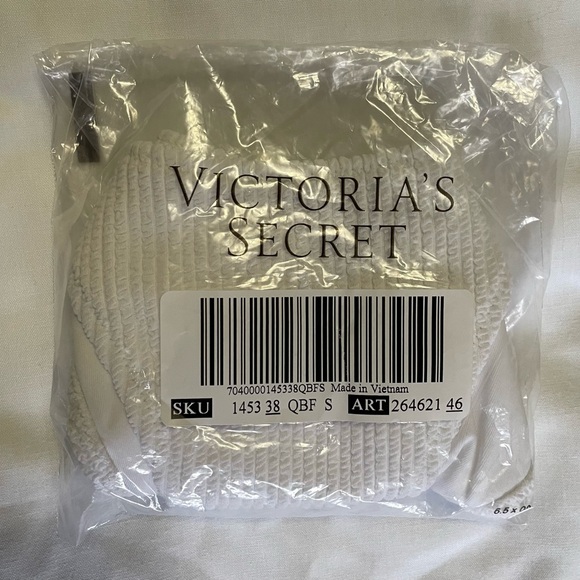 VICTORIA'S
SECRET
7040000145338QBFS Made in Vietnam
SKU 1453 38 QBF S ART 264621 46